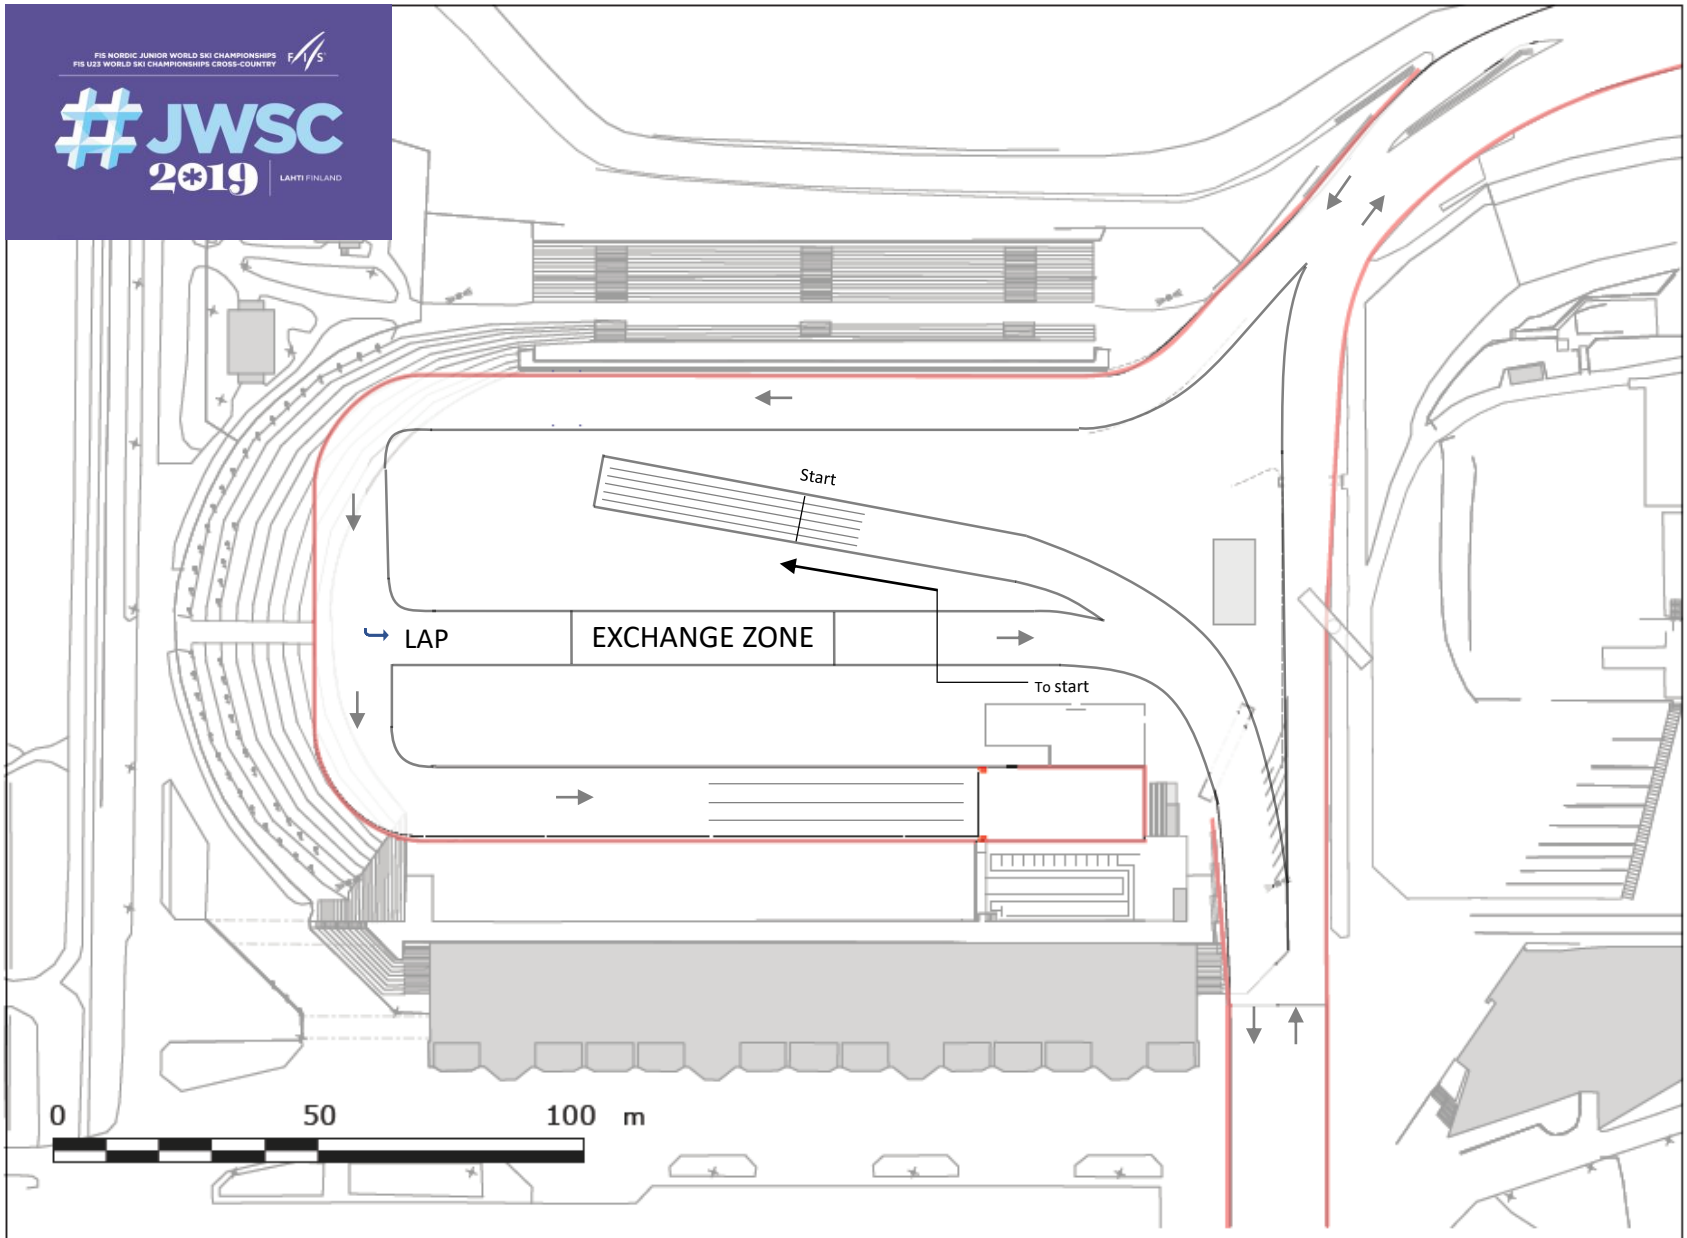 FIS NORDIC JUNIOR WORLD SKI CHAMPIONSHIPS
FIS U23 WORLD SKI CHAMPIONSHIPS CROSS-COUNTRY
F I S
#JWSC
2019
LAHTI FINLAND
Start
LAP
EXCHANGE ZONE
To start
0 50 100 m